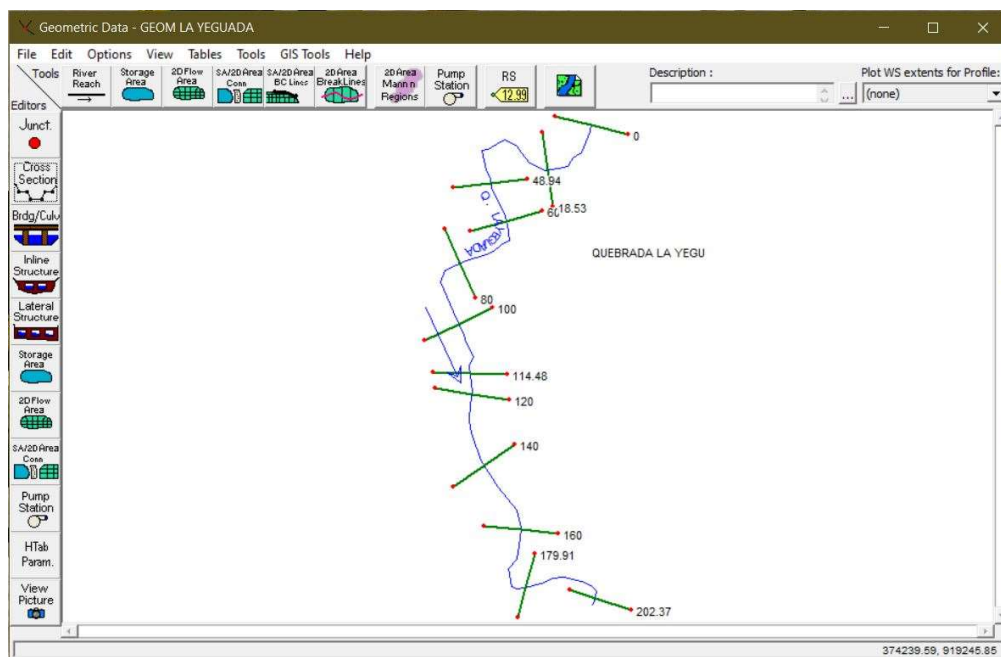 Geometric Data - GEOM LA YEGUADA
File Edit Options View Tables Tools GIS Tools Help
Tools
Editors
River
Reach
Storage
Area
2D Flow
Area
SA/2D Area
Conn
SA/2D Area
BC Lines
2D Area
BreakLines
2D Area
Mann n
Regions
Pump
Station
RS
12.99
Description :
...
Plot WS extents for Profile:
(none)
Junct.
Cross
Section
Brdg/Culv
Inline
Structure
Lateral
Structure
Storage
Area
2D Flow
Area
SA/2D Area
Conn
Pump
Station
HTab
Param.
View
Picture
0
48.94
18.53
60
Q. LA YEGUADA
QUEBRADA LA YEGU
80
100
114.48
120
140
160
179.91
202.37
374239.59, 919245.85